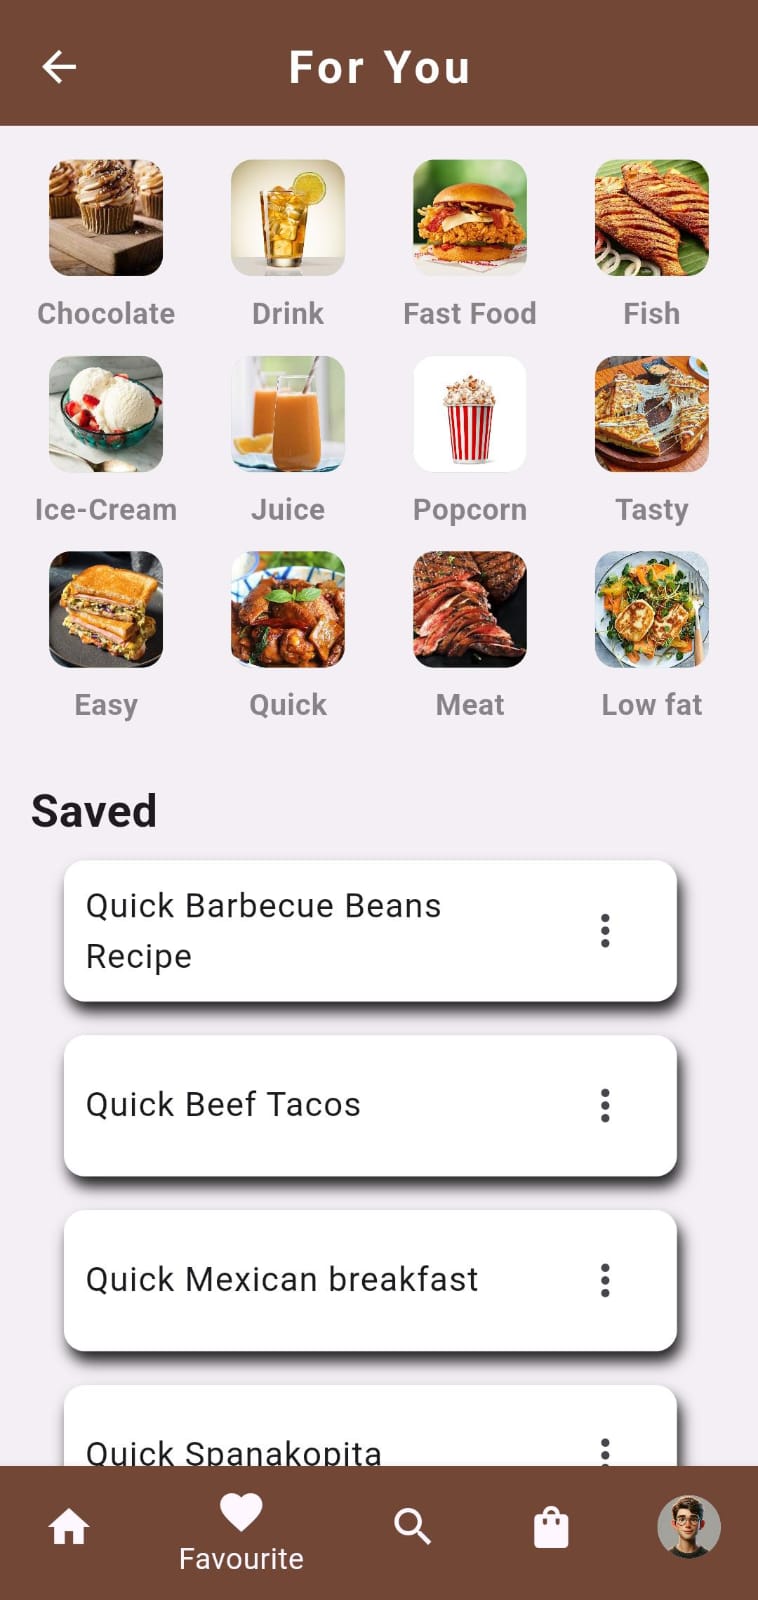 For You
Chocolate Drink Fast Food Fish
Ice-Cream Juice Popcorn Tasty
Easy Quick Meat Low fat
Saved
Quick Barbecue Beans
Recipe
Quick Beef Tacos
Quick Mexican breakfast
Quick Spanakopita
Favourite